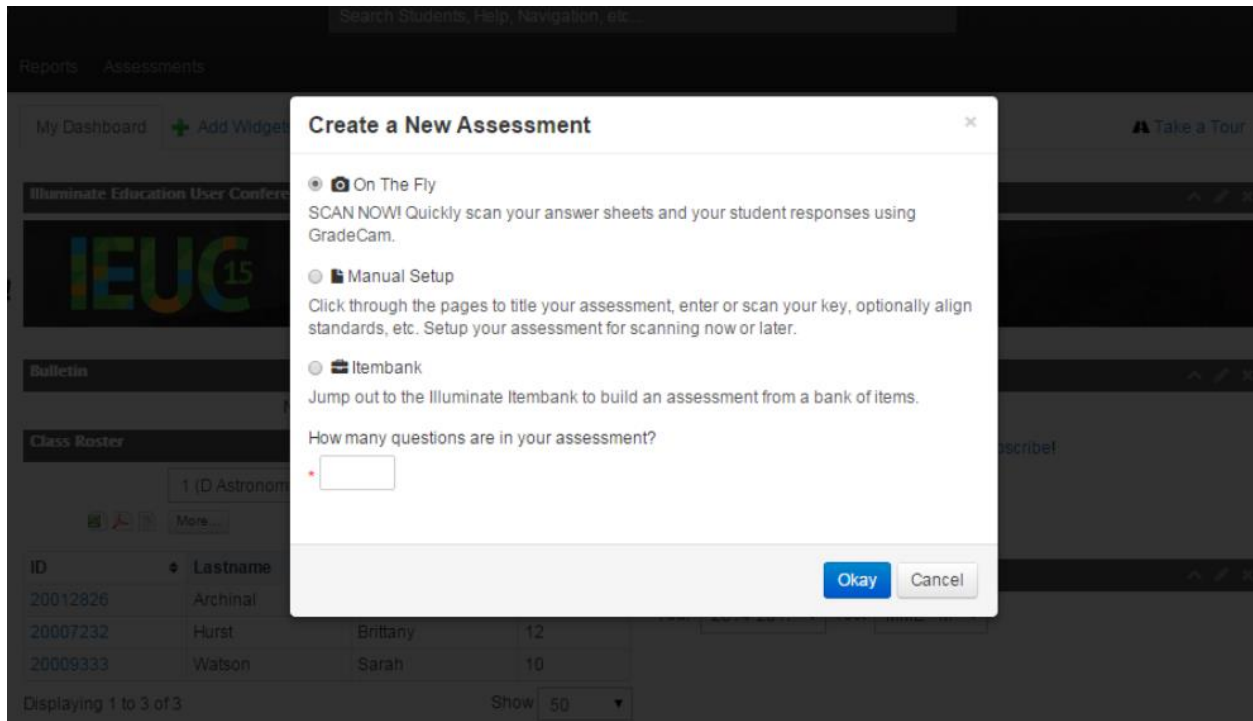 Search Students, Help, Navigation, etc...
Reports Assessments
My Dashboard Add Widget
Take a Tour
Create a New Assessment
On The Fly
SCAN NOW! Quickly scan your answer sheets and your student responses using
GradeCam.
Manual Setup
Click through the pages to title your assessment, enter or scan your key, optionally align
standards, etc. Setup your assessment for scanning now or later.
Itembank
Jump out to the Illuminate Itembank to build an assessment from a bank of items.
How many questions are in your assessment?
*
Okay Cancel
Illuminate Education User Confere
IEUC 15
Bulletin
Class Roster
1 (D Astronom
More...
ID Lastname
20012826 Archinal
20007232 Hurst Brittany 12
20009333 Watson Sarah 10
Displaying 1 to 3 of 3 Show 50